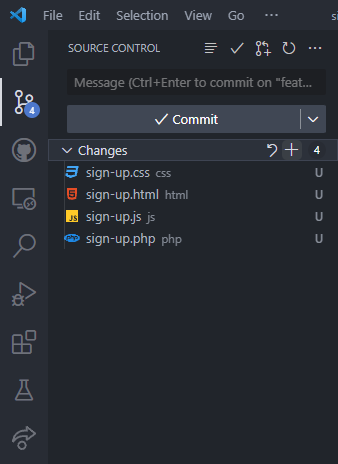 File Edit Selection View Go ··· si
SOURCE CONTROL
Message (Ctrl+Enter to commit on "feat...
4
Commit
Changes 4
sign-up.css css U
sign-up.html html U
sign-up.js js U
sign-up.php php U